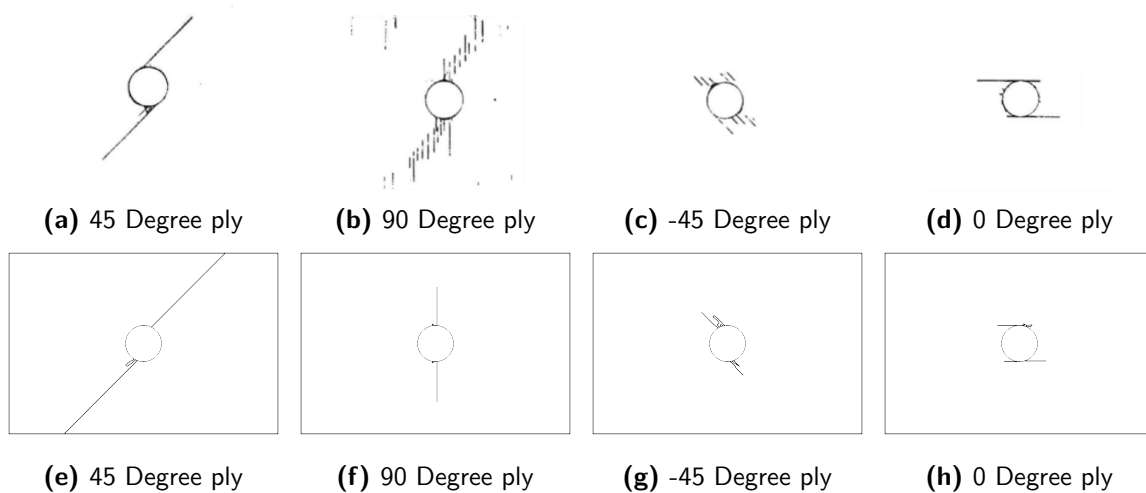 (a) 45 Degree ply
(b) 90 Degree ply
(c) -45 Degree ply
(d) 0 Degree ply
(e) 45 Degree ply
(f) 90 Degree ply
(g) -45 Degree ply
(h) 0 Degree ply